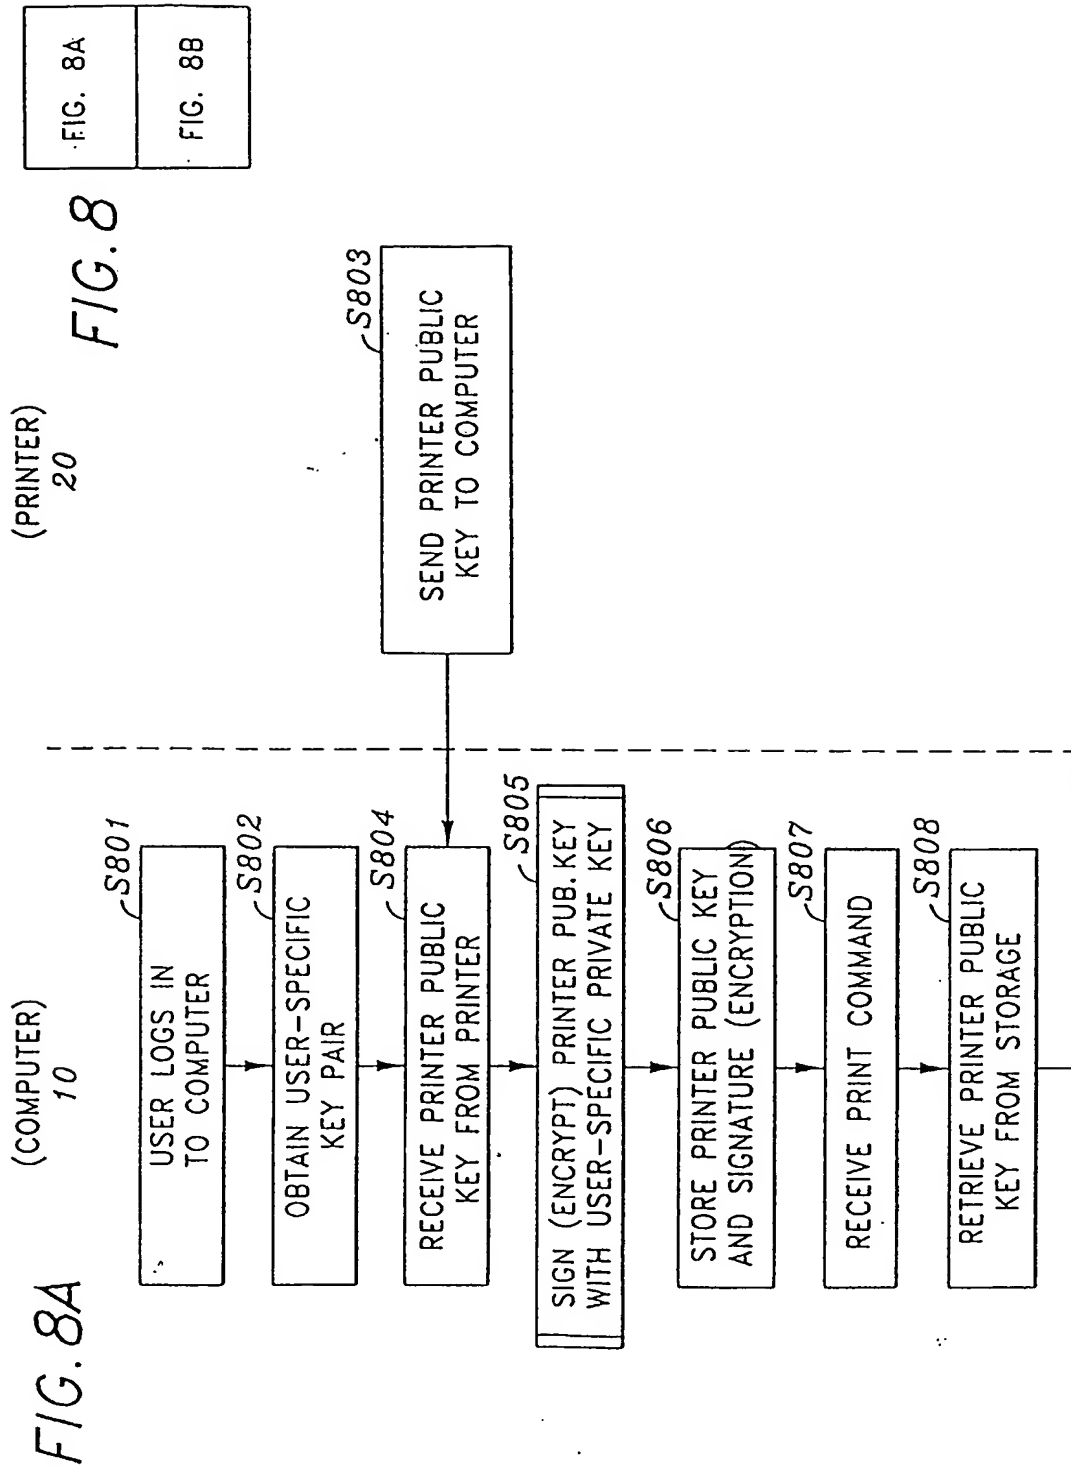 FIG. 8A
(COMPUTER)
10
(PRINTER)
20
FIG. 8
FIG. 8A
FIG. 8B
S801
USER LOGS IN
TO COMPUTER
S802
OBTAIN USER-SPECIFIC
KEY PAIR
S803
SEND PRINTER PUBLIC
KEY TO COMPUTER
S804
RECEIVE PRINTER PUBLIC
KEY FROM PRINTER
S805
SIGN (ENCRYPT) PRINTER PUB.KEY
WITH USER-SPECIFIC PRIVATE KEY
S806
STORE PRINTER PUBLIC KEY
AND SIGNATURE (ENCRYPTION)
S807
RECEIVE PRINT COMMAND
S808
RETRIEVE PRINTER PUBLIC
KEY FROM STORAGE